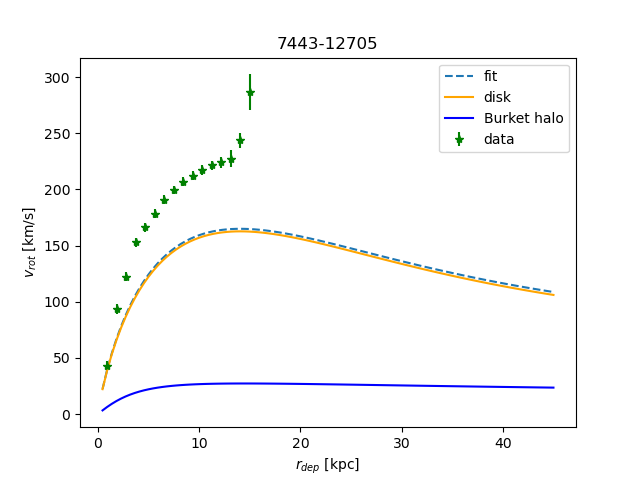 7443-12705
300
250
200
150
100
50
0
v_rot [km/s]
0 10 20 30 40
r_dep [kpc]
fit
disk
Burket halo
data